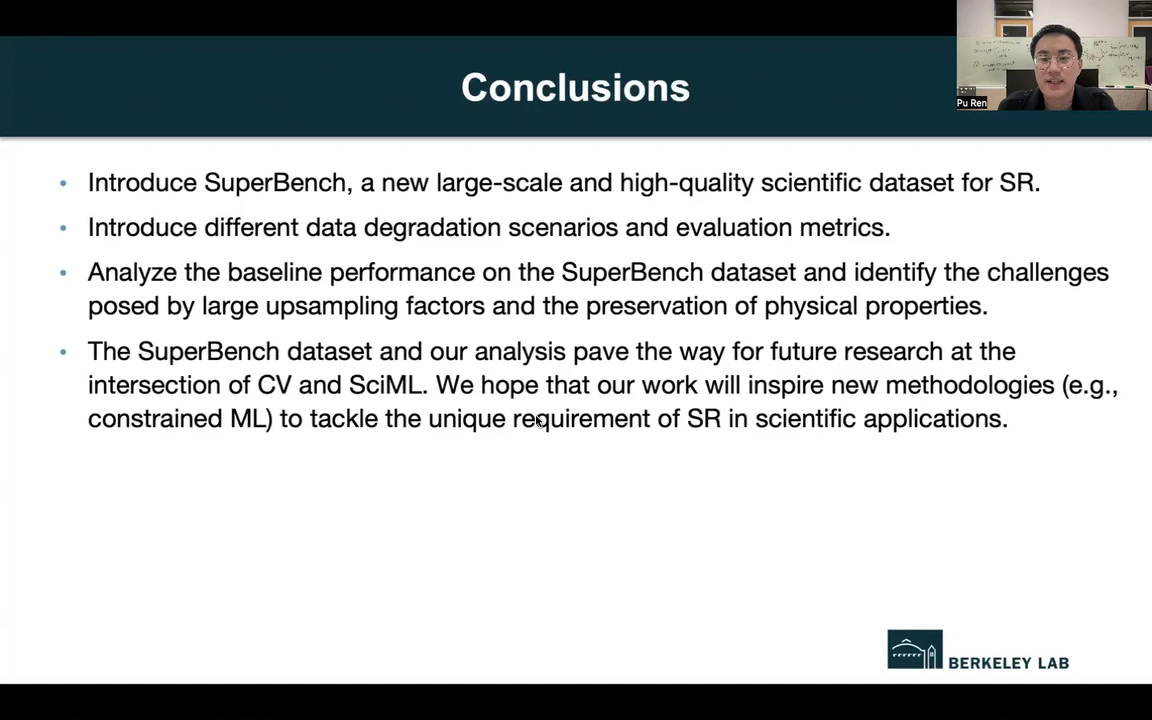 Conclusions
Pu Ren
• Introduce SuperBench, a new large-scale and high-quality scientific dataset for SR.
• Introduce different data degradation scenarios and evaluation metrics.
• Analyze the baseline performance on the SuperBench dataset and identify the challenges
posed by large upsampling factors and the preservation of physical properties.
• The SuperBench dataset and our analysis pave the way for future research at the
intersection of CV and SciML. We hope that our work will inspire new methodologies (e.g.,
constrained ML) to tackle the unique requirement of SR in scientific applications.
BERKELEY LAB